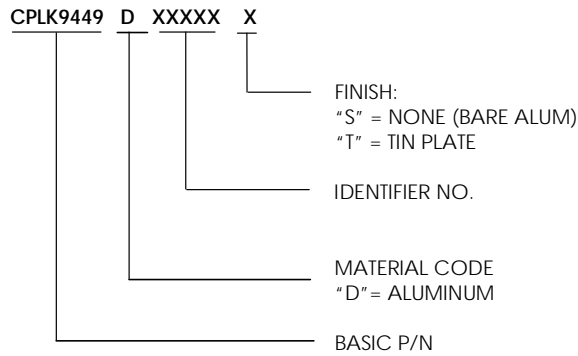 CPLK9449 D XXXXX X
FINISH:
“S” = NONE (BARE ALUM)
“T” = TIN PLATE
IDENTIFIER NO.
MATERIAL CODE
“D”= ALUMINUM
BASIC P/N